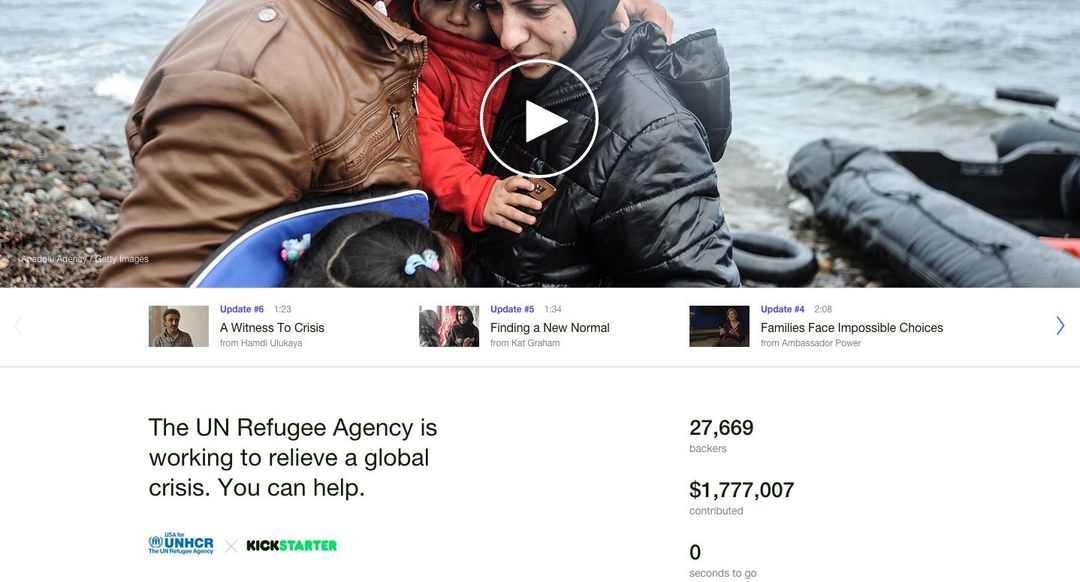 Anadolu Agency / Getty Images
Update #6 1:23
A Witness To Crisis
from Hamdi Ulukaya
Update #5 1:34
Finding a New Normal
from Kat Graham
Update #4 2:08
Families Face Impossible Choices
from Ambassador Power
The UN Refugee Agency is
working to relieve a global
crisis. You can help.
USA for
UNHCR
The UN Refugee Agency
KICKSTARTER
27,669
backers
$1,777,007
contributed
0
seconds to go